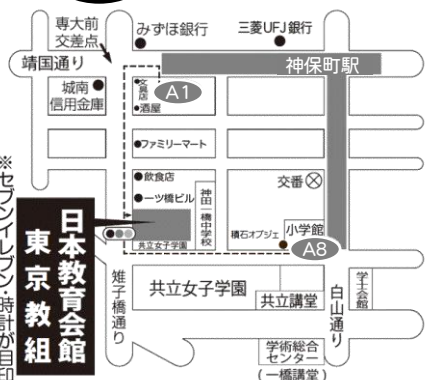 専大前
交差点
みずほ銀行
三菱UFJ銀行
靖国通り
神保町駅
城南
信用金庫
文具店
A1
酒屋
ファミリーマート
飲食店
一ツ橋ビル
神田一橋中学校
交番
小学館
積石オブジェ
A8
共立女子学園
日本教育会館
東京教組
※セブンイレブン・時計が目印
雉子橋通り
共立女子学園
共立講堂
白山通り
学士会館
学術総合
センター
(一橋講堂)